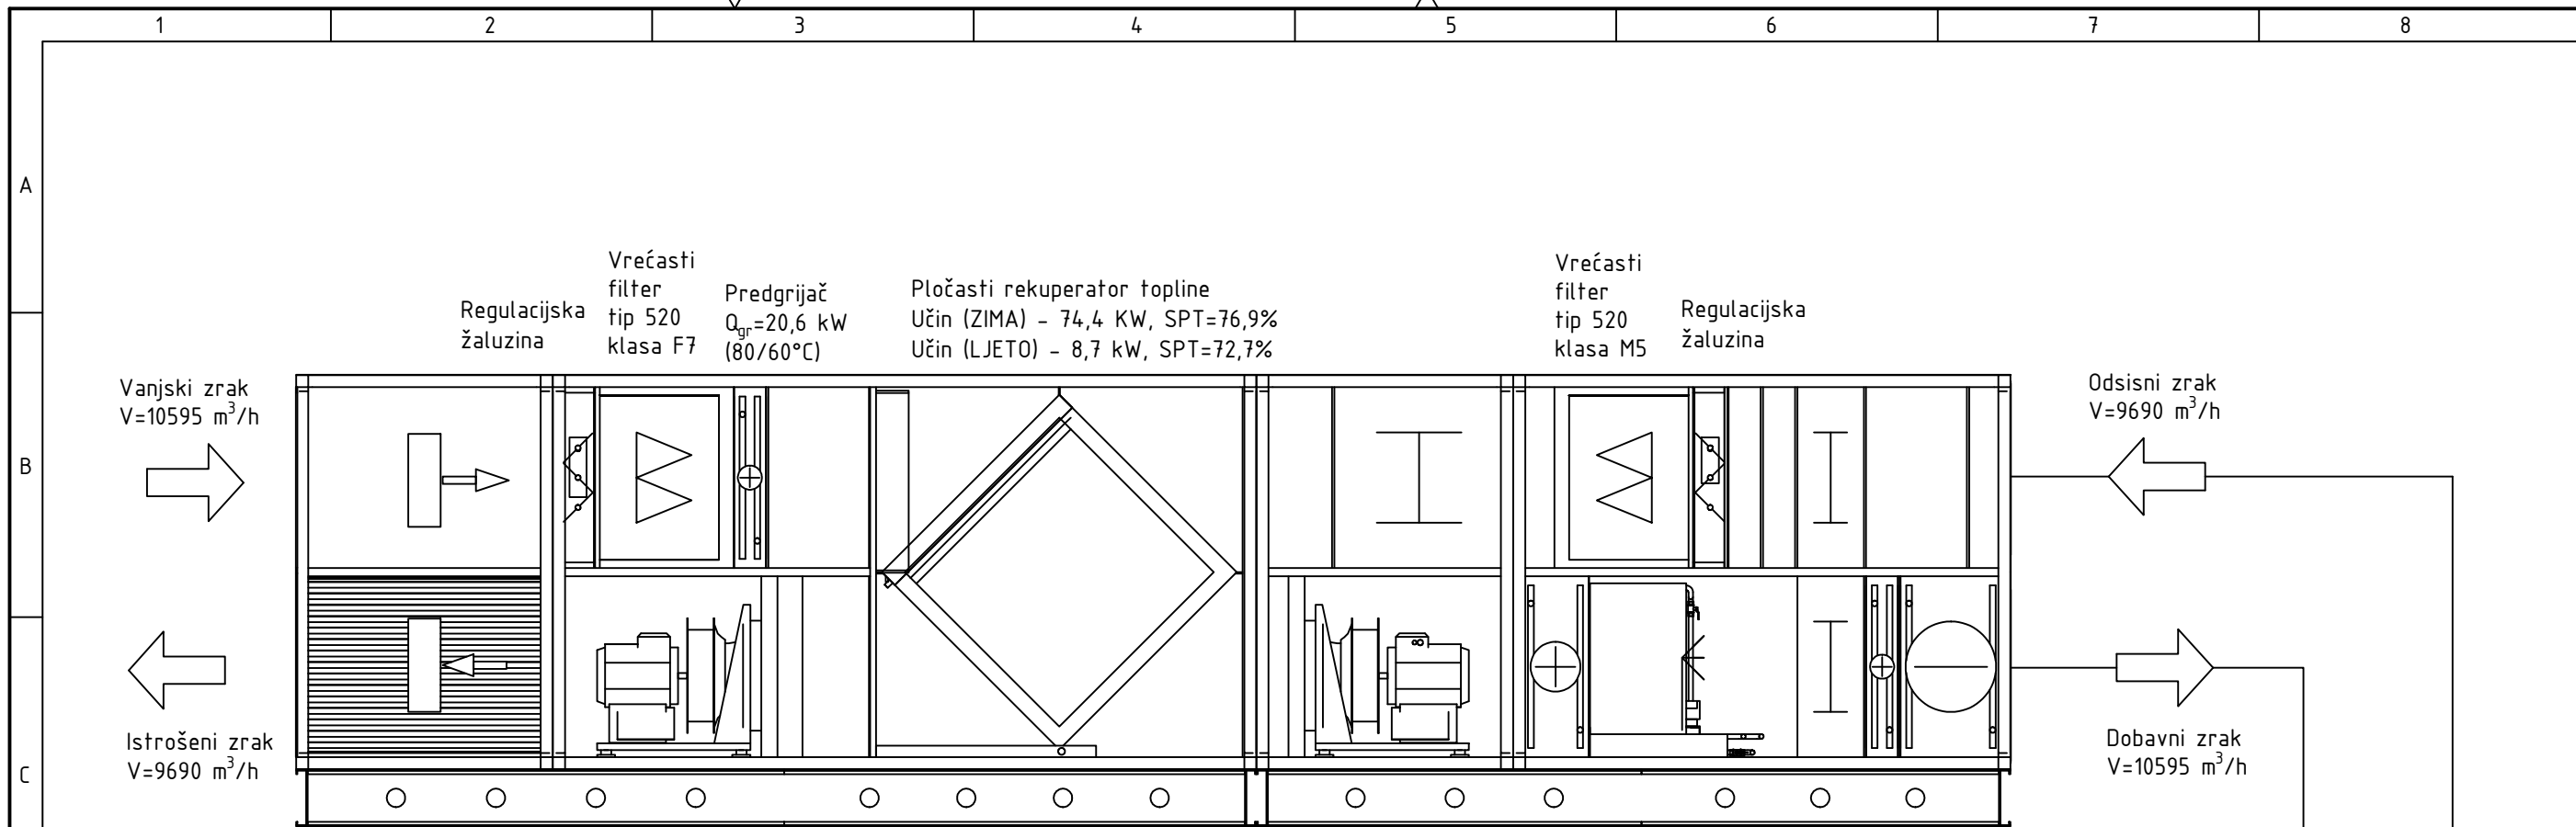 1 2 3 4 5 6 7 8
A
B
C
Regulacijska
žaluzina
Vrećasti
filter
tip 520
klasa F7
Predgrijač
Qgr=20,6 kW
(80/60°C)
Pločasti rekuperator topline
Učin (ZIMA) - 74,4 KW, SPT=76,9%
Učin (LJETO) - 8,7 kW, SPT=72,7%
Vrećasti
filter
tip 520
klasa M5
Regulacijska
žaluzina
Vanjski zrak
V=10595 m³/h
Odsisni zrak
V=9690 m³/h
Istrošeni zrak
V=9690 m³/h
Dobavni zrak
V=10595 m³/h